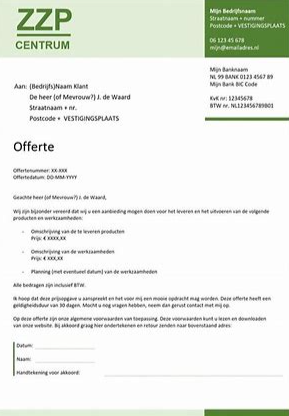 ZZP
CENTRUM
Mijn Bedrijfsnaam
Straatnaam + nummer
Postcode + VESTIGINGSPLAATS
06 123 45 678
mijn@emailadres.nl
Mijn Banknaam
NL 99 BANK 0123 4567 89
Mijn Bank BIC Code
KvK nr: 12345678
BTW nr. NL123456789B01
Aan: (Bedrijfs)Naam Klant
De heer (of Mevrouw?) J. de Waard
Straatnaam + nr.
Postcode + VESTIGINGSPLAATS
Offerte
Offertenummer: XX-XXX
Offertedatum: DD-MM-YYYY
Geachte heer (of Mevrouw?) J. de Waard,
Wij zijn bijzonder vereerd dat wij u een aanbieding mogen doen voor het leveren en het uitvoeren van de volgende
producten en werkzaamheden:
- Omschrijving van de te leveren producten
Prijs: € XXXX,XX
- Omschrijving van de werkzaamheden
Prijs: € XXX,XX
- Planning (met eventueel datum) van de werkzaamheden
Alle bedragen zijn inclusief BTW.
Ik hoop dat deze prijsopgave u aanspreekt en het voor mij een mooie opdracht mag worden. Deze offerte heeft een
geldigheidsduur van 30 dagen. Mocht u nog vragen hebben, neem dan gerust contact met mij op.
Op deze offerte zijn onze algemene voorwaarden van toepassing. Deze voorwaarden kunt u lezen en downloaden
van onze website. Bij akkoord graag hier ondertekenen en retour zenden naar bovenstaand adres:
Datum:
Naam:
Handtekening voor akkoord: